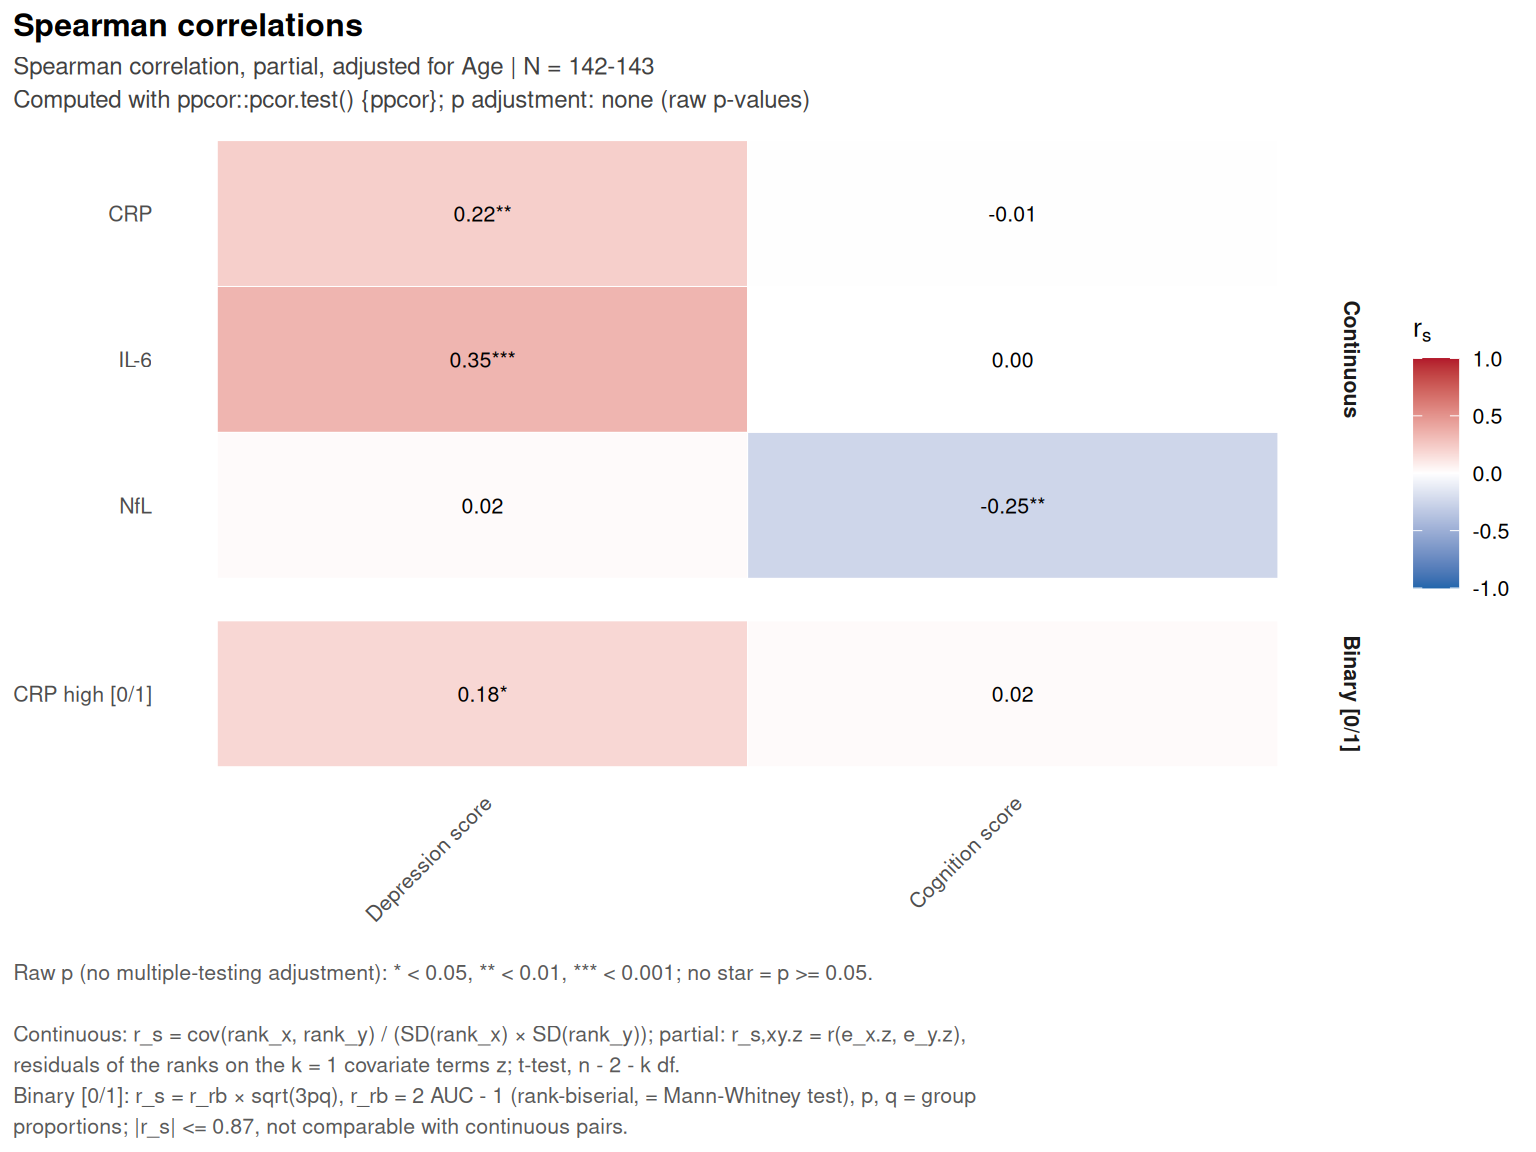 Spearman correlations
Spearman correlation, partial, adjusted for Age | N = 142-143
Computed with ppcor::pcor.test() {ppcor}; p adjustment: none (raw p-values)
CRP
0.22**
-0.01
IL-6
0.35***
0.00
NfL
0.02
-0.25**
Continuous
CRP high [0/1]
0.18*
0.02
Binary [0/1]
r_s
1.0
0.5
0.0
-0.5
-1.0
Depression score
Cognition score
Raw p (no multiple-testing adjustment): * < 0.05, ** < 0.01, *** < 0.001; no star = p >= 0.05.
Continuous: r_s = cov(rank_x, rank_y) / (SD(rank_x) × SD(rank_y)); partial: r_s,xy.z = r(e_x.z, e_y.z),
residuals of the ranks on the k = 1 covariate terms z; t-test, n - 2 - k df.
Binary [0/1]: r_s = r_rb × sqrt(3pq), r_rb = 2 AUC - 1 (rank-biserial, = Mann-Whitney test), p, q = group
proportions; |r_s| <= 0.87, not comparable with continuous pairs.